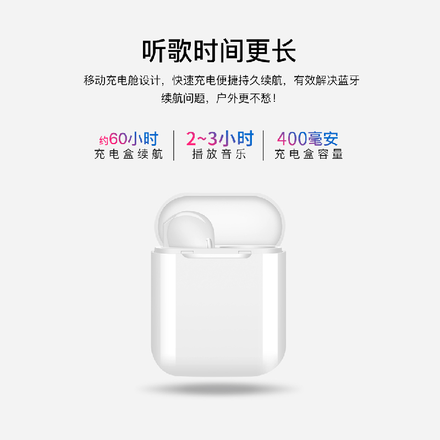 听歌时间更长
移动充电舱设计，快速充电便捷持久续航，有效解决蓝牙
续航问题，户外更不愁！
约60小时
充电盒续航
2~3小时
播放音乐
400毫安
充电盒容量